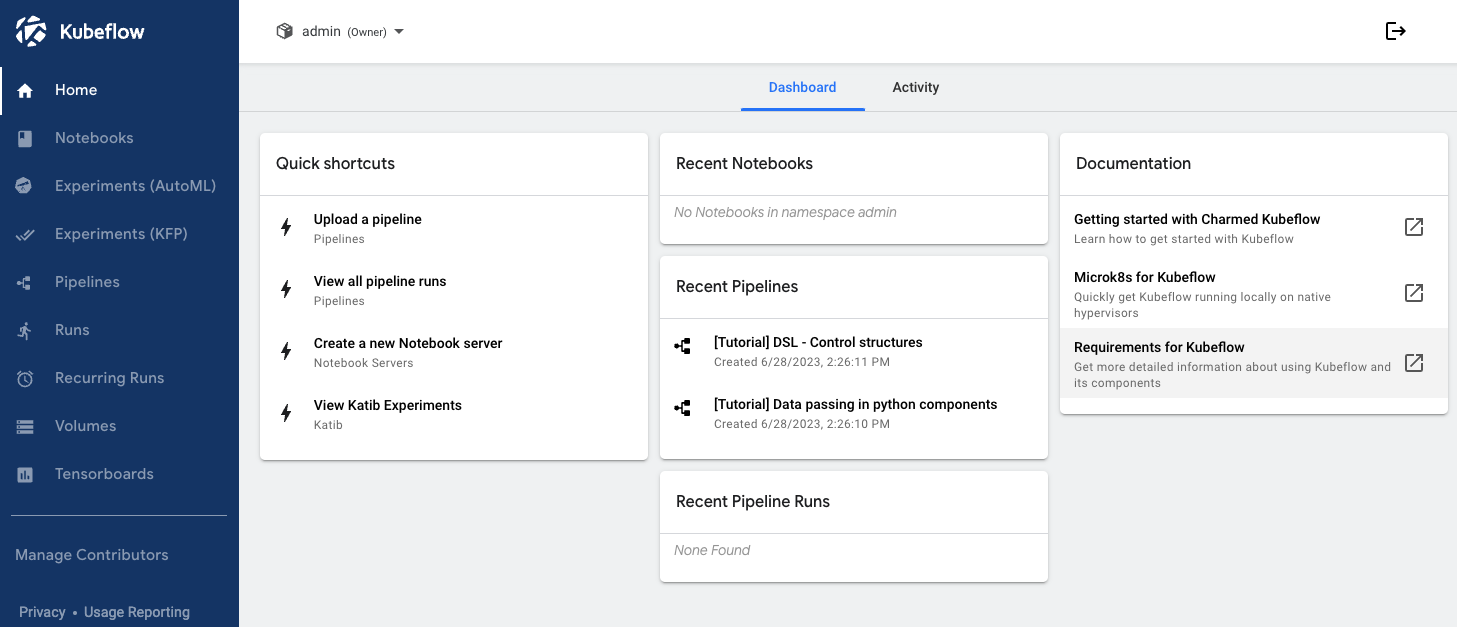 Kubeflow
Home
Notebooks
Experiments (AutoML)
Experiments (KFP)
Pipelines
Runs
Recurring Runs
Volumes
Tensorboards
Manage Contributors
Privacy • Usage Reporting
admin (Owner)
Dashboard Activity
Quick shortcuts
Upload a pipeline
Pipelines
View all pipeline runs
Pipelines
Create a new Notebook server
Notebook Servers
View Katib Experiments
Katib
Recent Notebooks
No Notebooks in namespace admin
Recent Pipelines
[Tutorial] DSL - Control structures
Created 6/28/2023, 2:26:11 PM
[Tutorial] Data passing in python components
Created 6/28/2023, 2:26:10 PM
Recent Pipeline Runs
None Found
Documentation
Getting started with Charmed Kubeflow
Learn how to get started with Kubeflow
Microk8s for Kubeflow
Quickly get Kubeflow running locally on native
hypervisors
Requirements for Kubeflow
Get more detailed information about using Kubeflow and
its components